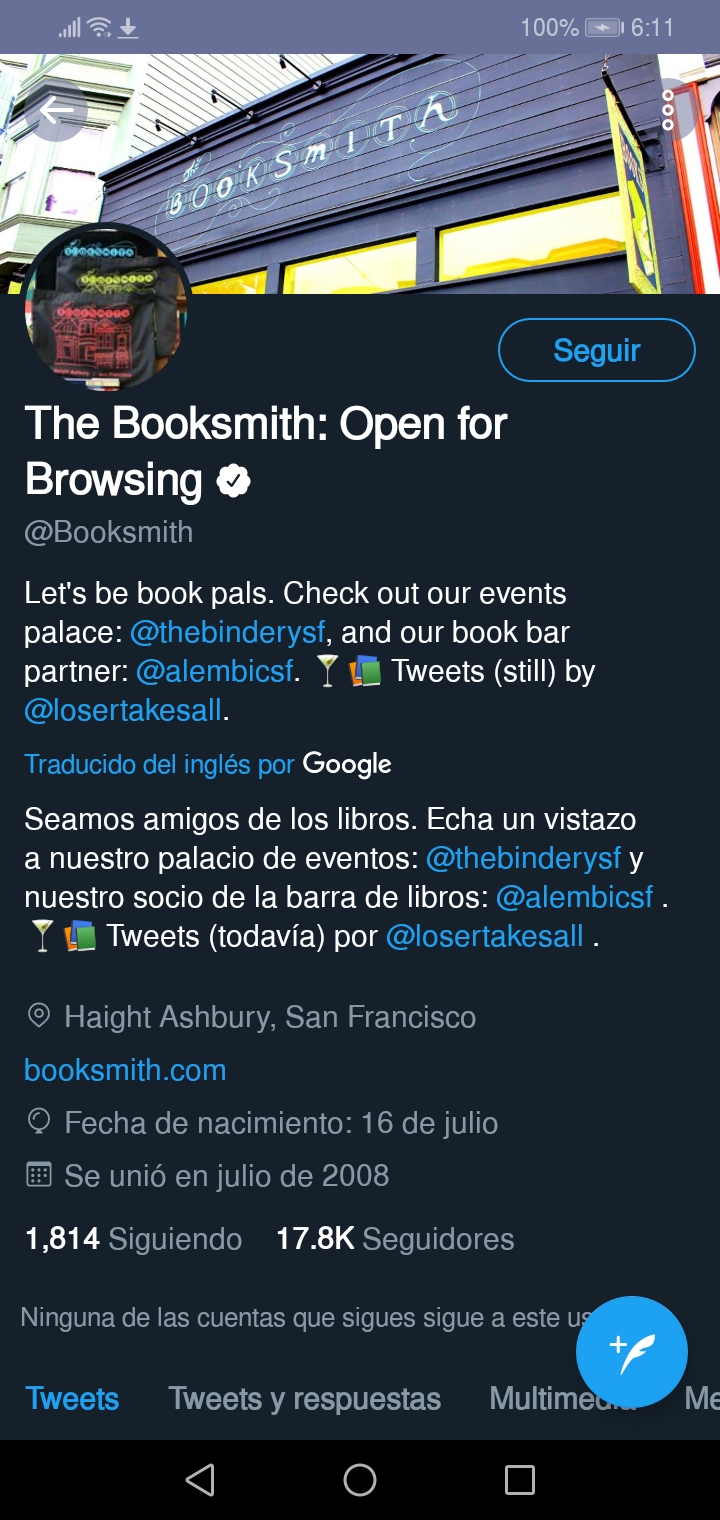 100% 6:11
the
BOOKSMITH
BOOKSMITH
BOOKSMITH
BOOKSMITH
Seguir
The Booksmith: Open for
Browsing
@Booksmith
Let's be book pals. Check out our events
palace: @thebinderysf, and our book bar
partner: @alembicsf. 🍸📚 Tweets (still) by
@losertakesall.
Traducido del inglés por Google
Seamos amigos de los libros. Echa un vistazo
a nuestro palacio de eventos: @thebinderysf y
nuestro socio de la barra de libros: @alembicsf .
🍸📚 Tweets (todavía) por @losertakesall .
Haight Ashbury, San Francisco
booksmith.com
Fecha de nacimiento: 16 de julio
Se unió en julio de 2008
1,814 Siguiendo 17.8K Seguidores
Ninguna de las cuentas que sigues sigue a este us
Tweets Tweets y respuestas Multimedia Me